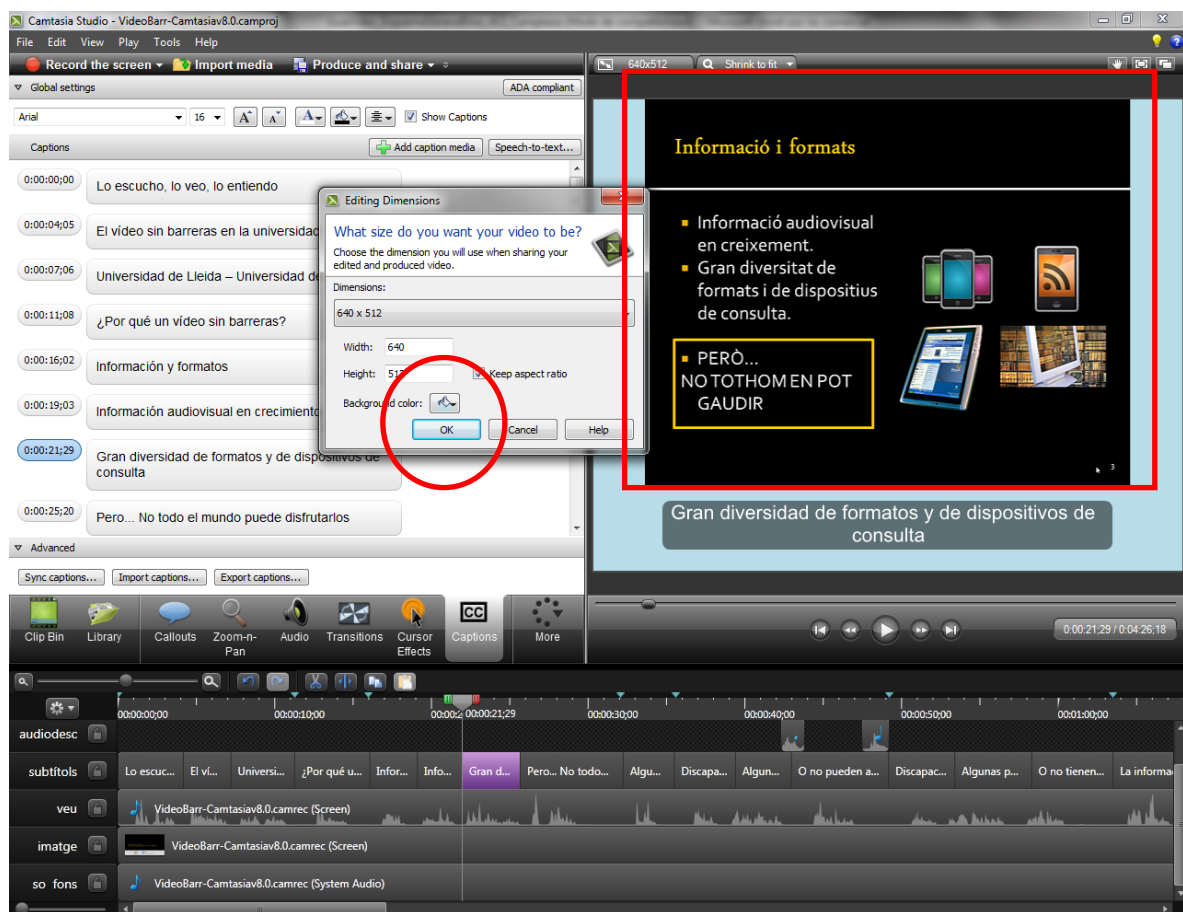 Camtasia Studio - VideoBarr-Camtasiav8.0.camproj
File Edit View Play Tools Help
Record the screen Import media Produce and share
640x512 Shrink to fit
Global settings ADA compliant
Arial 16 Show Captions
Captions Add caption media Speech-to-text...
0:00:00;00 Lo escucho, lo veo, lo entiendo
0:00:04;05 El vídeo sin barreras en la universidad
0:00:07;06 Universidad de Lleida – Universidad de
0:00:11;08 ¿Por qué un vídeo sin barreras?
0:00:16;02 Información y formatos
0:00:19;03 Información audiovisual en crecimiento
0:00:21;29 Gran diversidad de formatos y de dispositivos de
consulta
0:00:25;20 Pero... No todo el mundo puede disfrutarlos
Advanced
Sync captions... Import captions... Export captions...
Editing Dimensions
What size do you want your video to be?
Choose the dimension you will use when sharing your
edited and produced video.
Dimensions:
640 x 512
Width: 640
Height: 512
Keep aspect ratio
Background color:
OK Cancel Help
Informació i formats
Informació audiovisual
en creixement.
Gran diversitat de
formats i de dispositius
de consulta.
PERÒ...
NO TOTHOM EN POT
GAUDIR
3
Gran diversidad de formatos y de dispositivos de
consulta
Clip Bin Library Callouts Zoom-n-
Pan Audio Transitions Cursor
Effects CC Captions More
0:00:21;29 / 0:04:26;18
00:00:00;00 00:00:10;00 00:00:2 00:00:21;29 00:00:30;00 00:00:40;00 00:00:50;00 00:01:00;00
audiodesc
subtítols Lo escuc... El ví... Universi... ¿Por qué u... Infor... Info... Gran d... Pero... No todo... Algu... Discapa... Algun... O no pueden a... Discapac... Algunas p... O no tienen... La informa
veu VideoBarr-Camtasiav8.0.camrec (Screen)
imatge VideoBarr-Camtasiav8.0.camrec (Screen)
so fons VideoBarr-Camtasiav8.0.camrec (System Audio)